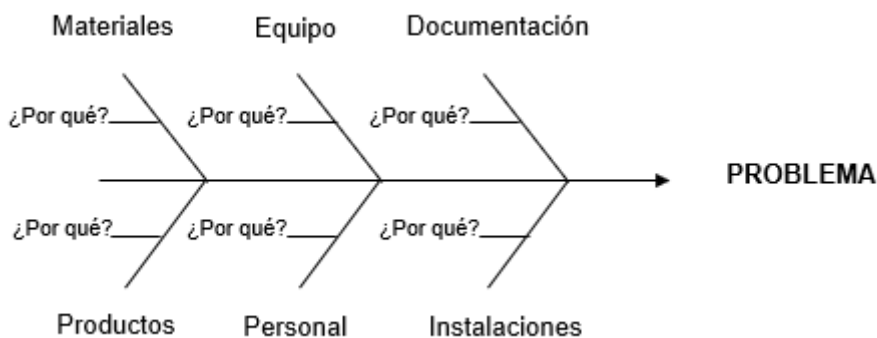 Materiales Equipo Documentación
¿Por qué? ¿Por qué? ¿Por qué?
PROBLEMA
¿Por qué? ¿Por qué? ¿Por qué?
Productos Personal Instalaciones